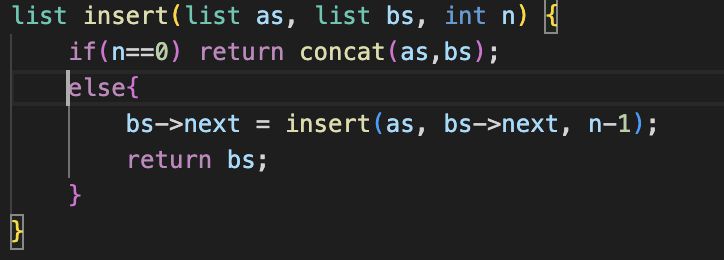 list insert(list as, list bs, int n) {
    if(n==0) return concat(as,bs);
    else{
        bs->next = insert(as, bs->next, n-1);
        return bs;
    }
}